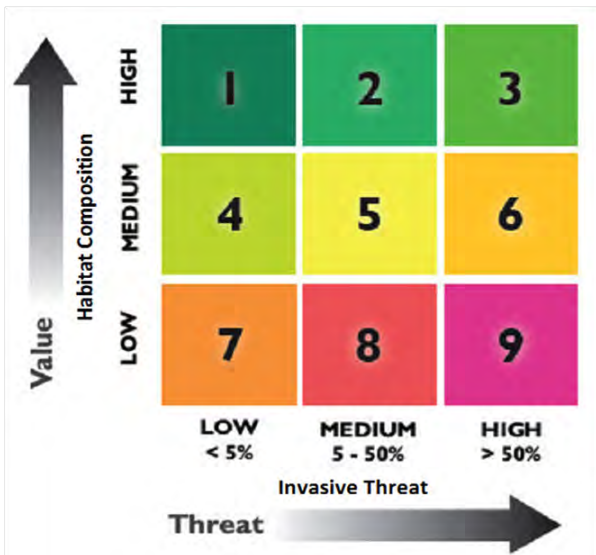 HIGH
1
2
3
Habitat Composition
MEDIUM
4
5
6
Value
LOW
7
8
9
LOW
< 5%
MEDIUM
5 - 50%
HIGH
> 50%
Invasive Threat
Threat